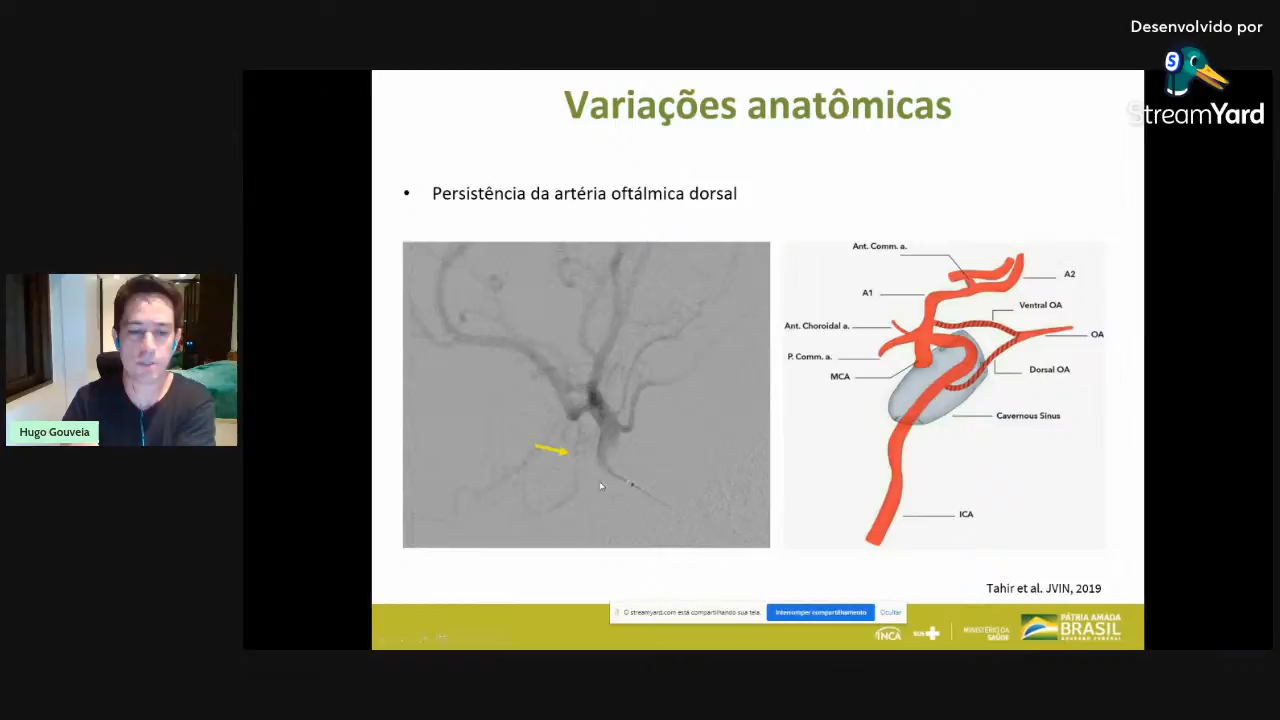 Desenvolvido por
StreamYard
Variações anatômicas
• Persistência da artéria oftálmica dorsal
Ant. Comm. a.
A2
A1
Ventral OA
Ant. Choroidal a.
OA
P. Comm. a.
Dorsal OA
MCA
Cavernous Sinus
ICA
Hugo Gouveia
Tahir et al. JVIN, 2019
O streamyard.com está compartilhando sua tela.
Interromper compartilhamento
Ocultar
INCA
SUS
MINISTÉRIO DA
SAÚDE
PÁTRIA AMADA
BRASIL
GOVERNO FEDERAL